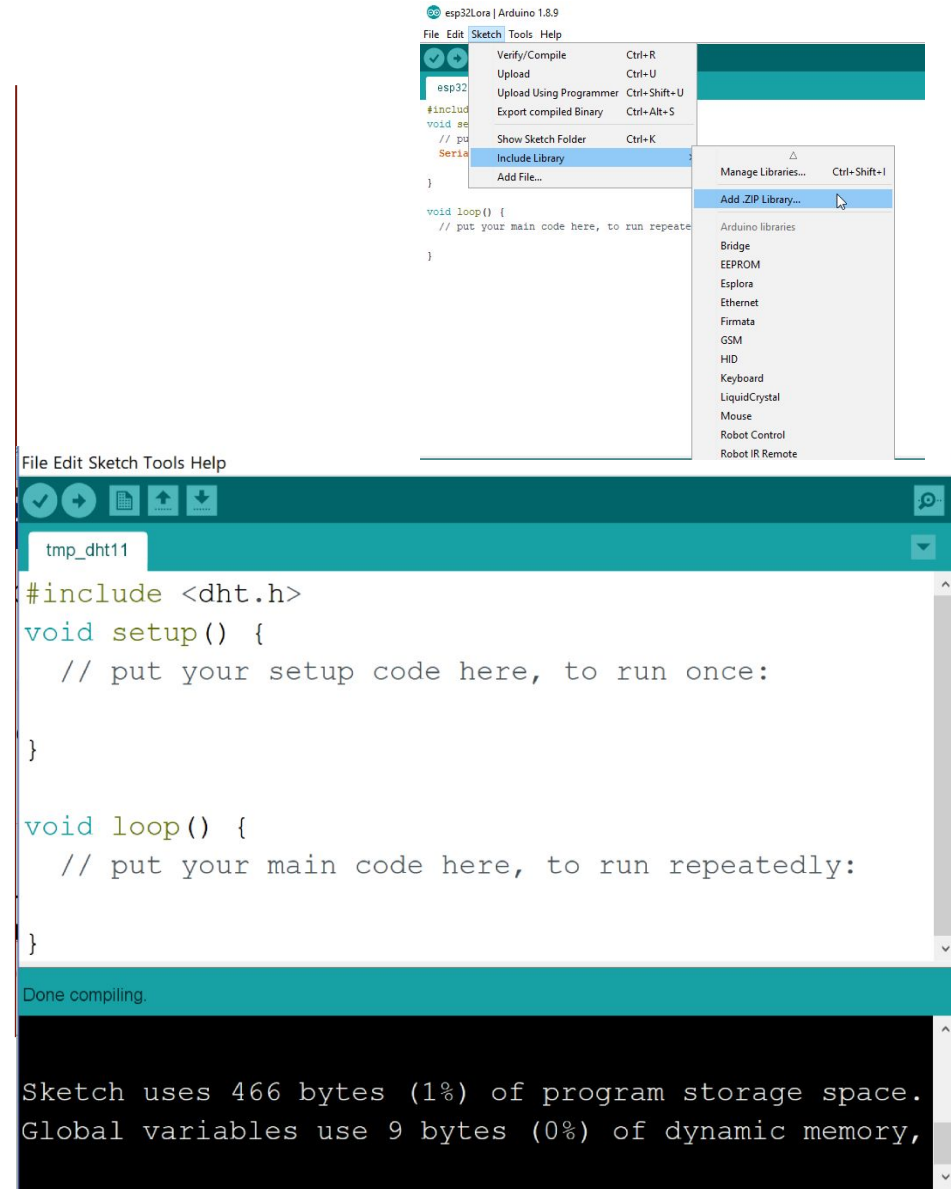 esp32Lora | Arduino 1.8.9
File Edit Sketch Tools Help
Verify/Compile Ctrl+R
Upload Ctrl+U
esp32
Upload Using Programmer Ctrl+Shift+U
#includ
Export compiled Binary Ctrl+Alt+S
void se
// pu
Show Sketch Folder Ctrl+K
Seria
Include Library
Manage Libraries... Ctrl+Shift+I
}
Add File...
Add .ZIP Library...
void loop() {
Arduino libraries
// put your main code here, to run repeate
Bridge
}
EEPROM
Esplora
Ethernet
Firmata
GSM
HID
Keyboard
LiquidCrystal
Mouse
Robot Control
Robot IR Remote
File Edit Sketch Tools Help
tmp_dht11
#include <dht.h>
void setup() {
// put your setup code here, to run once:
}
void loop() {
// put your main code here, to run repeatedly:
}
Done compiling.
Sketch uses 466 bytes (1%) of program storage space.
Global variables use 9 bytes (0%) of dynamic memory,